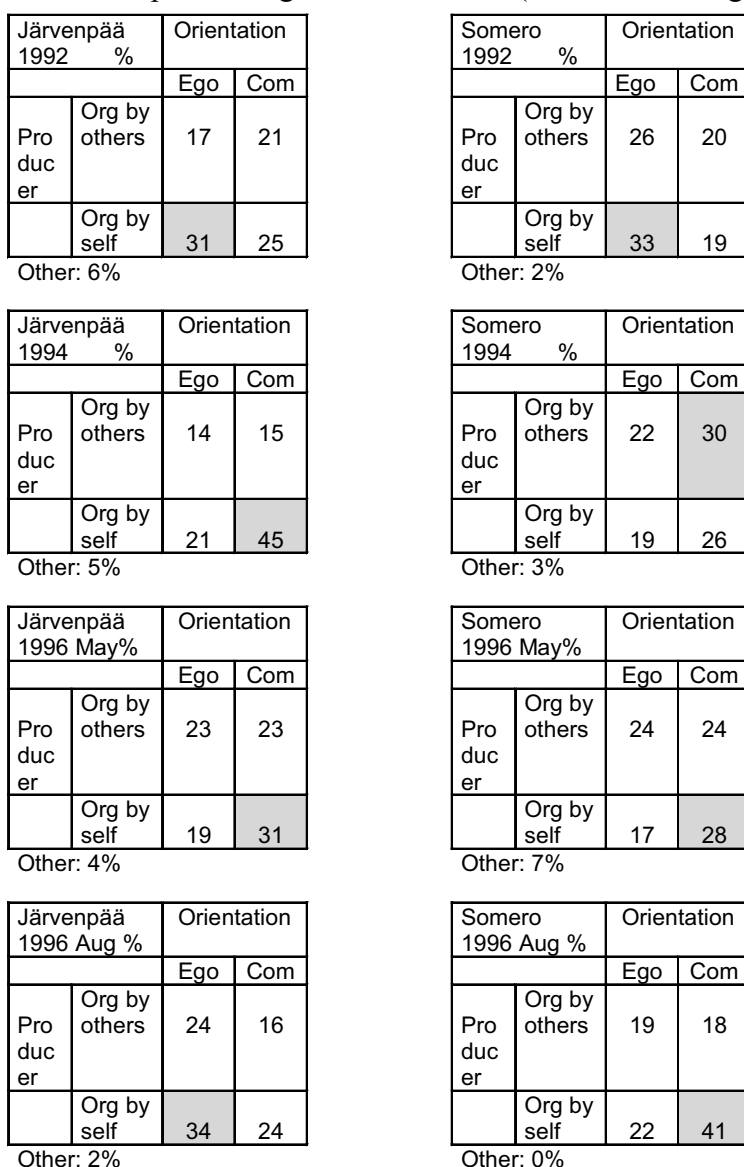 Järvenpää Orientation
1992 %
Ego Com
Org by
Pro others 17 21
duc
er
Org by
self 31 25
Other: 6%
Somero Orientation
1992 %
Ego Com
Org by
Pro others 26 20
duc
er
Org by
self 33 19
Other: 2%
Järvenpää Orientation
1994 %
Ego Com
Org by
Pro others 14 15
duc
er
Org by
self 21 45
Other: 5%
Somero Orientation
1994 %
Ego Com
Org by
Pro others 22 30
duc
er
Org by
self 19 26
Other: 3%
Järvenpää Orientation
1996 May%
Ego Com
Org by
Pro others 23 23
duc
er
Org by
self 19 31
Other: 4%
Somero Orientation
1996 May%
Ego Com
Org by
Pro others 24 24
duc
er
Org by
self 17 28
Other: 7%
Järvenpää Orientation
1996 Aug %
Ego Com
Org by
Pro others 24 16
duc
er
Org by
self 34 24
Other: 2%
Somero Orientation
1996 Aug %
Ego Com
Org by
Pro others 19 18
duc
er
Org by
self 22 41
Other: 0%